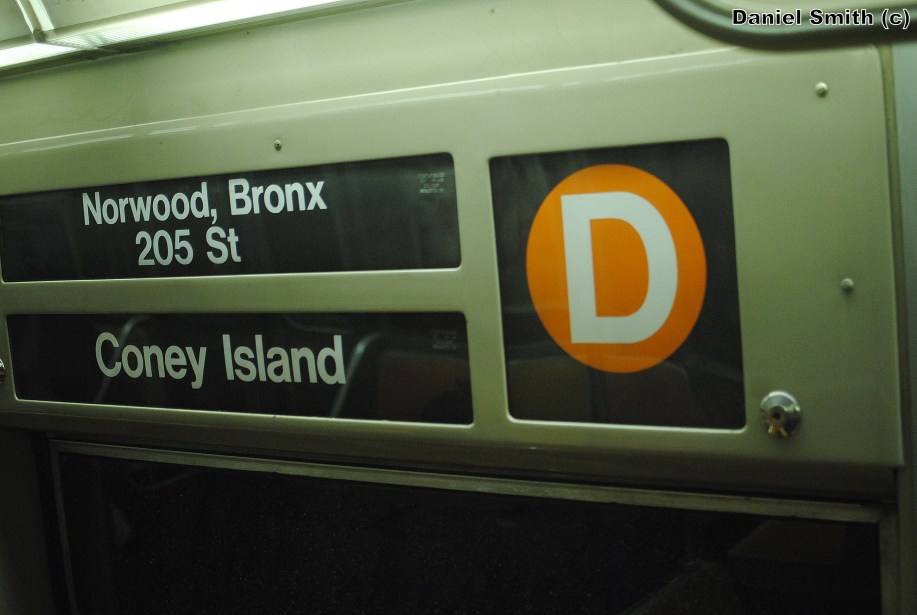 Daniel Smith (c)
Norwood, Bronx
205 St
Coney Island
D